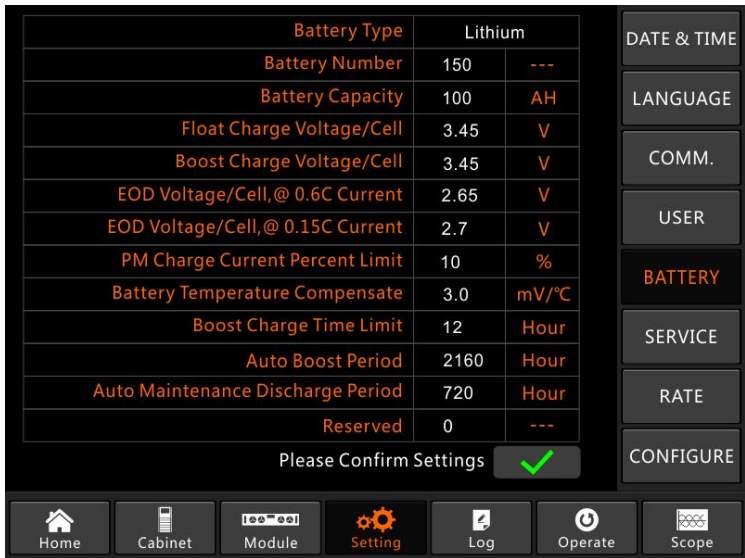 Battery Type Lithium
Battery Number 150 ---
Battery Capacity 100 AH
Float Charge Voltage/Cell 3.45 V
Boost Charge Voltage/Cell 3.45 V
EOD Voltage/Cell,@ 0.6C Current 2.65 V
EOD Voltage/Cell,@ 0.15C Current 2.7 V
PM Charge Current Percent Limit 10 %
Battery Temperature Compensate 3.0 mV/℃
Boost Charge Time Limit 12 Hour
Auto Boost Period 2160 Hour
Auto Maintenance Discharge Period 720 Hour
Reserved 0 ---
Please Confirm Settings
DATE & TIME
LANGUAGE
COMM.
USER
BATTERY
SERVICE
RATE
CONFIGURE
Home Cabinet Module Setting Log Operate Scope